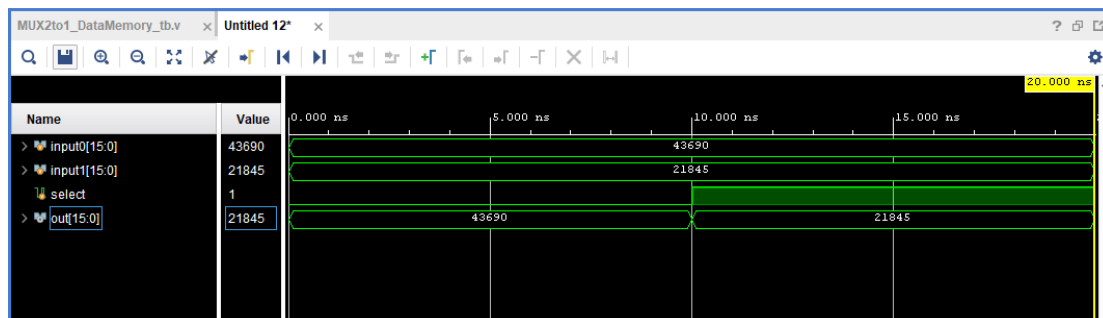 MUX2to1_DataMemory_tb.v × Untitled 12* × ?
20.000 ns
Name Value 0.000 ns 5.000 ns 10.000 ns 15.000 ns
input0[15:0] 43690 43690
input1[15:0] 21845 21845
select 1
out[15:0] 21845 43690 21845